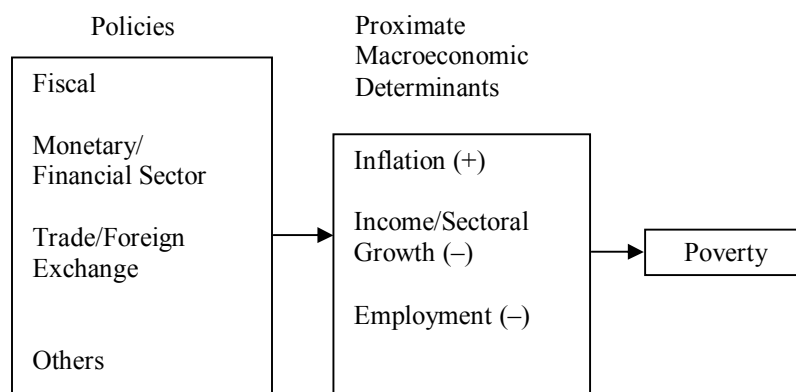 Policies
Fiscal
Monetary/
Financial Sector
Trade/Foreign
Exchange
Others
Proximate
Macroeconomic
Determinants
Inflation (+)
Income/Sectoral
Growth (–)
Employment (–)
Poverty